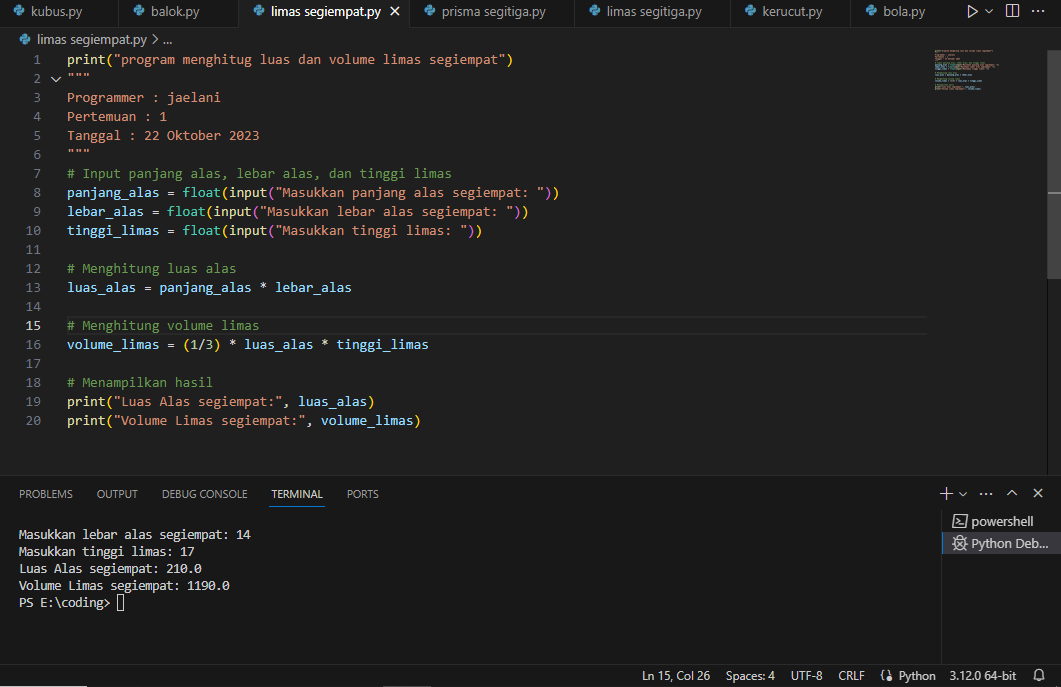 kubus.py balok.py limas segiempat.py prisma segitiga.py limas segitiga.py kerucut.py bola.py
limas segiempat.py > ...
1 print("program menghitug luas dan volume limas segiempat")
2 """
3 Programmer : jaelani
4 Pertemuan : 1
5 Tanggal : 22 Oktober 2023
6 """
7 # Input panjang alas, lebar alas, dan tinggi limas
8 panjang_alas = float(input("Masukkan panjang alas segiempat: "))
9 lebar_alas = float(input("Masukkan lebar alas segiempat: "))
10 tinggi_limas = float(input("Masukkan tinggi limas: "))
11
12 # Menghitung luas alas
13 luas_alas = panjang_alas * lebar_alas
14
15 # Menghitung volume limas
16 volume_limas = (1/3) * luas_alas * tinggi_limas
17
18 # Menampilkan hasil
19 print("Luas Alas segiempat:", luas_alas)
20 print("Volume Limas segiempat:", volume_limas)
PROBLEMS OUTPUT DEBUG CONSOLE TERMINAL PORTS
Masukkan lebar alas segiempat: 14
Masukkan tinggi limas: 17
Luas Alas segiempat: 210.0
Volume Limas segiempat: 1190.0
PS E:\coding>
powershell
Python Deb...
Ln 15, Col 26 Spaces: 4 UTF-8 CRLF Python 3.12.0 64-bit